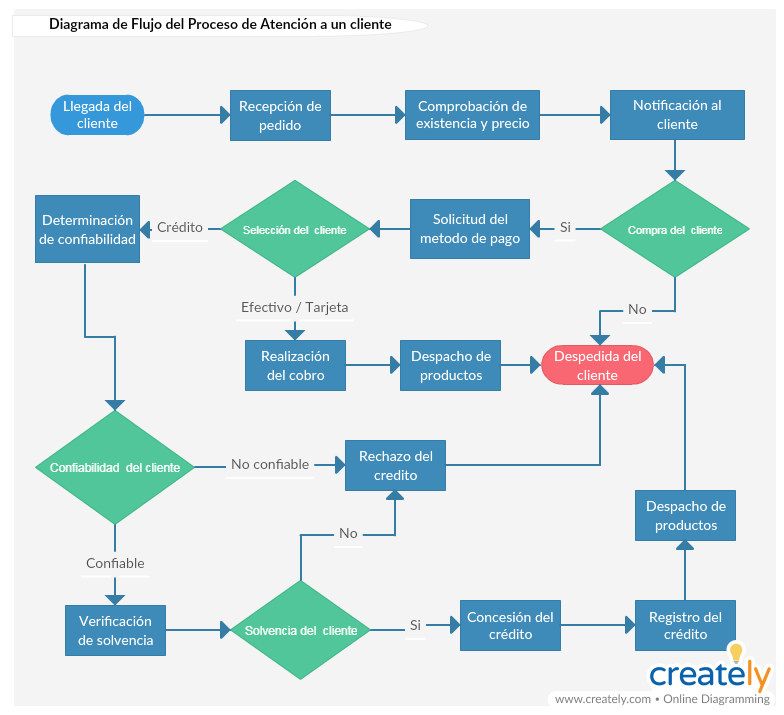 Diagrama de Flujo del Proceso de Atención a un cliente
Llegada del
cliente
Recepción de
pedido
Comprobación de
existencia y precio
Notificación al
cliente
Determinación
de confiabilidad
Crédito
Selección del cliente
Solicitud del
metodo de pago
Si
Compra del cliente
Efectivo / Tarjeta
No
Realización
del cobro
Despacho de
productos
Despedida del
cliente
Confiabilidad del cliente
No confiable
Rechazo del
credito
Despacho de
productos
Confiable
No
Verificación
de solvencia
Solvencia del cliente
Si
Concesión del
crédito
Registro del
crédito
creately
www.creately.com • Online Diagramming